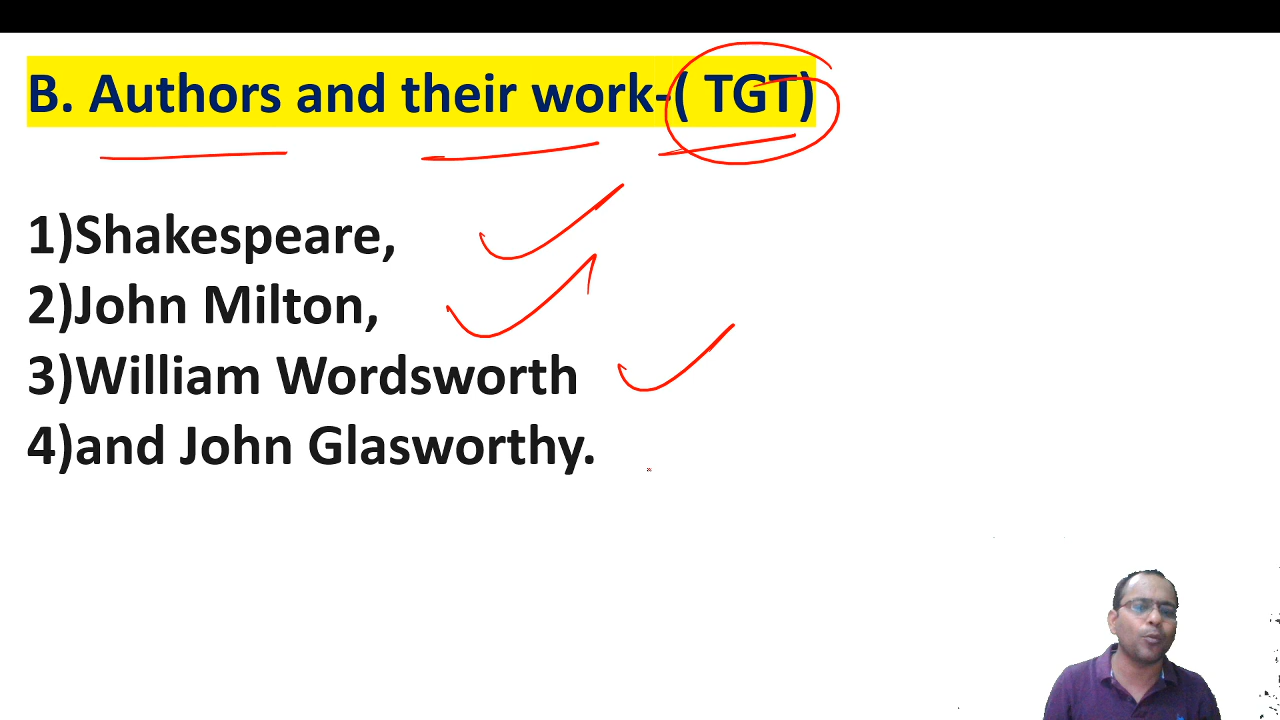 B. Authors and their work-( TGT)
1)Shakespeare,
2)John Milton,
3)William Wordsworth
4)and John Glasworthy.